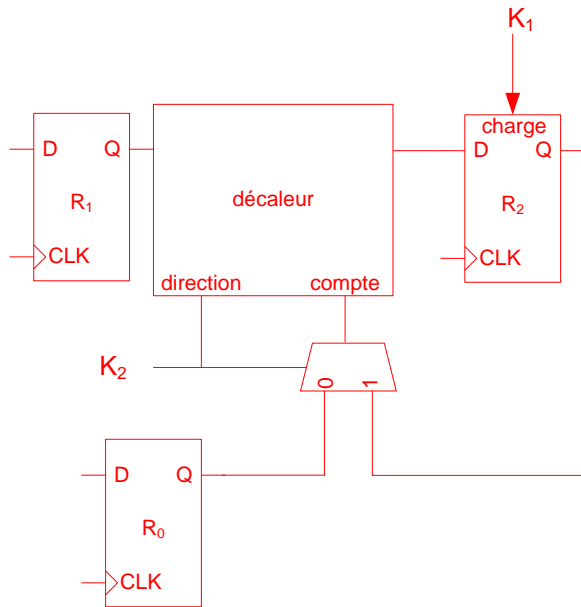 K₁
charge
D Q
D Q
R₁
décaleur
R₂
CLK
CLK
direction compte
K₂
0 1
D Q
R₀
CLK